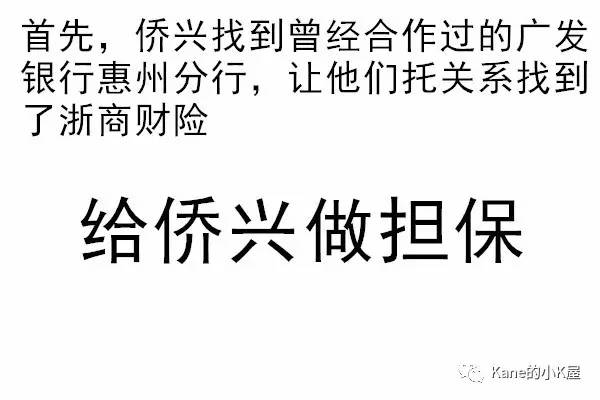 首先，侨兴找到曾经合作过的广发
银行惠州分行，让他们托关系找到
了浙商财险
给侨兴做担保
Kane的小K屋